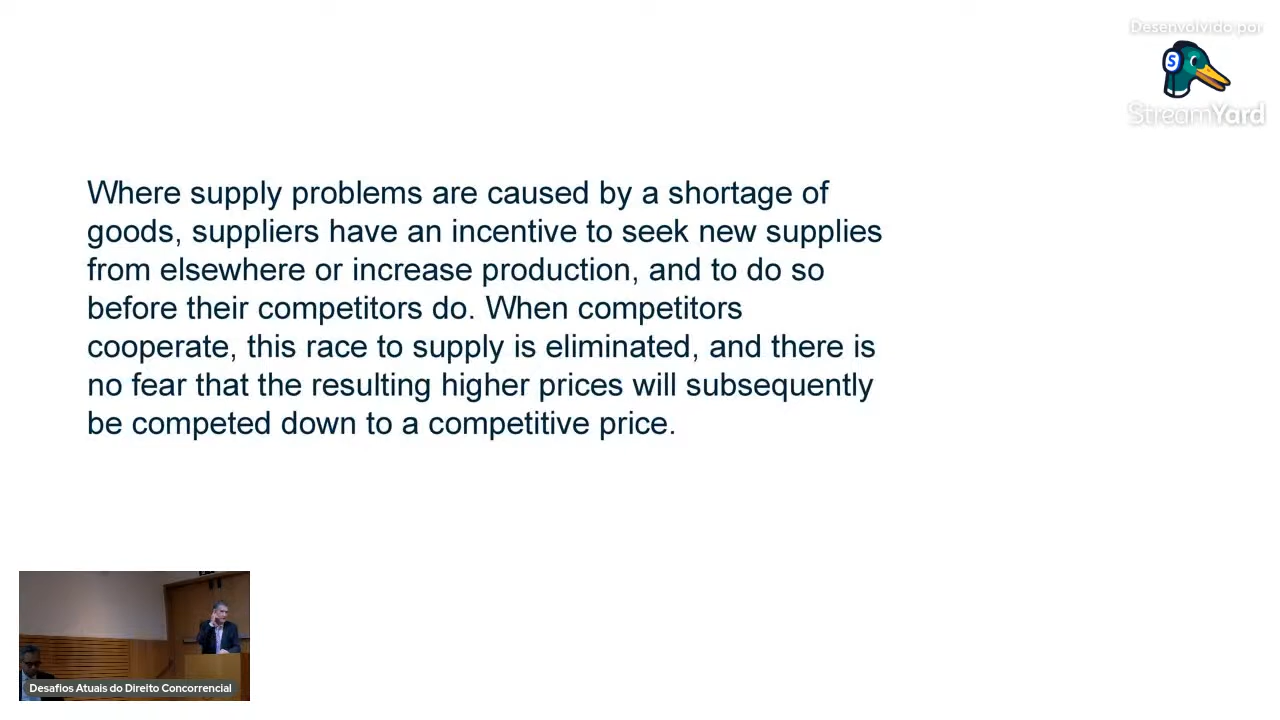 Desenvolvido por
S
StreamYard
Where supply problems are caused by a shortage of
goods, suppliers have an incentive to seek new supplies
from elsewhere or increase production, and to do so
before their competitors do. When competitors
cooperate, this race to supply is eliminated, and there is
no fear that the resulting higher prices will subsequently
be competed down to a competitive price.
Desafios Atuais do Direito Concorrencial